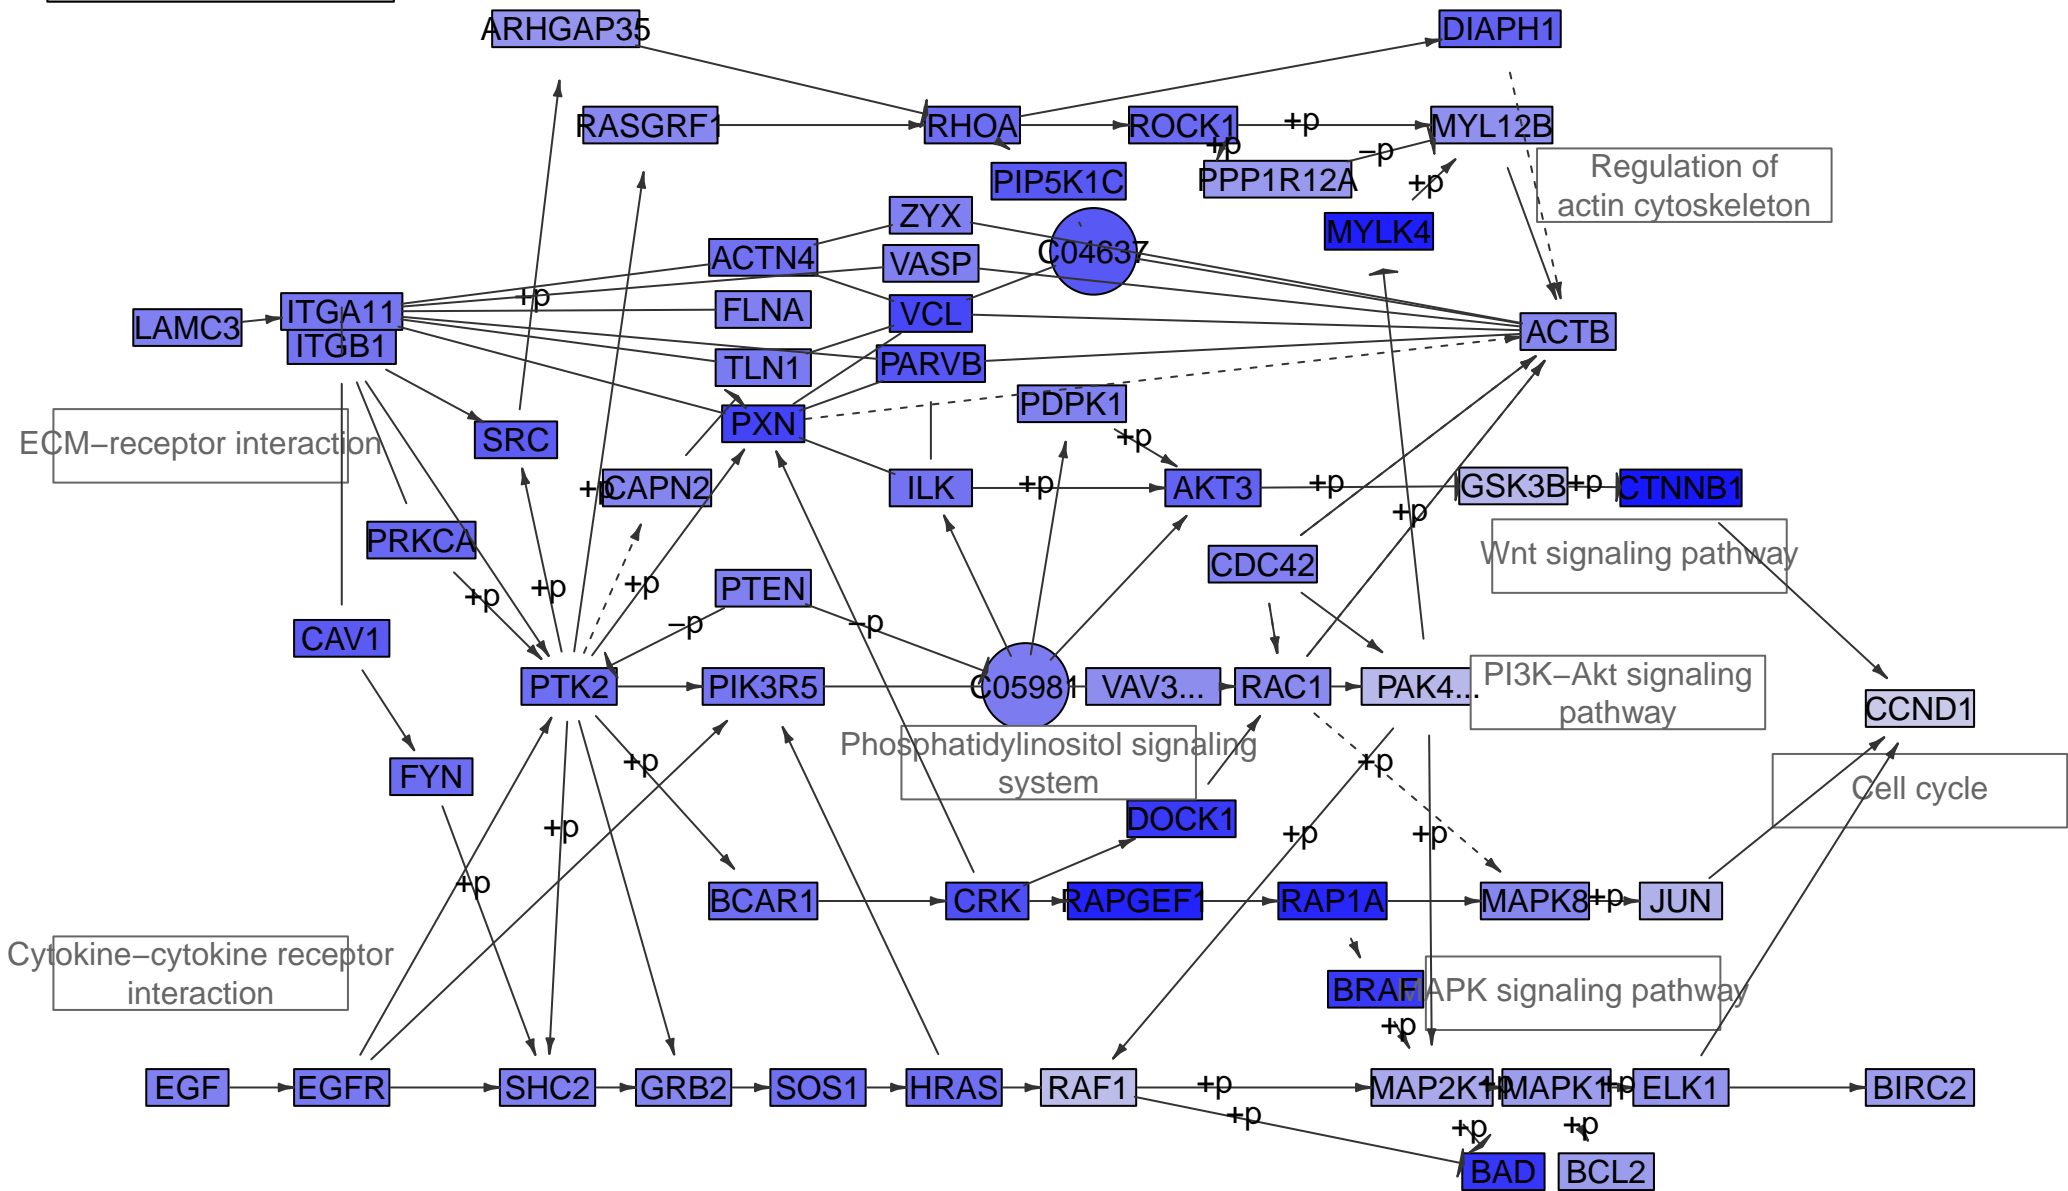 ARHGAP35
DIAPH1
RASGRF1
RHOA
ROCK1
+p
MYL12B
+p
−p
PIP5K1C
PPP1R12A
+p
Regulation of
actin cytoskeleton
ZYX
MYLK4
ACTN4
VASP
C04637
+p
ITGA11
FLNA
VCL
LAMC3
ITGB1
ACTB
TLN1
PARVB
PDPK1
PXN
+p
ECM−receptor interaction
SRC
+p
CAPN2
ILK
+p
AKT3
+p
GSK3B
+p
CTNNB1
+p
PRKCA
Wnt signaling pathway
CDC42
+p
+p
+p
PTEN
−p
−p
CAV1
PTK2
PIK3R5
C05981
VAV3...
RAC1
PAK4...
PI3K−Akt signaling
pathway
CCND1
Phosphatidylinositol signaling
system
FYN
+p
+p
Cell cycle
+p
DOCK1
+p
+p
+p
BCAR1
CRK
RAPGEF1
RAP1A
MAPK8
+p
JUN
Cytokine−cytokine receptor
interaction
BRAF
MAPK signaling pathway
+p
EGF
EGFR
SHC2
GRB2
SOS1
HRAS
RAF1
+p
MAP2K1
+p
MAPK1
+p
ELK1
BIRC2
+p
+p
+p
BAD
BCL2